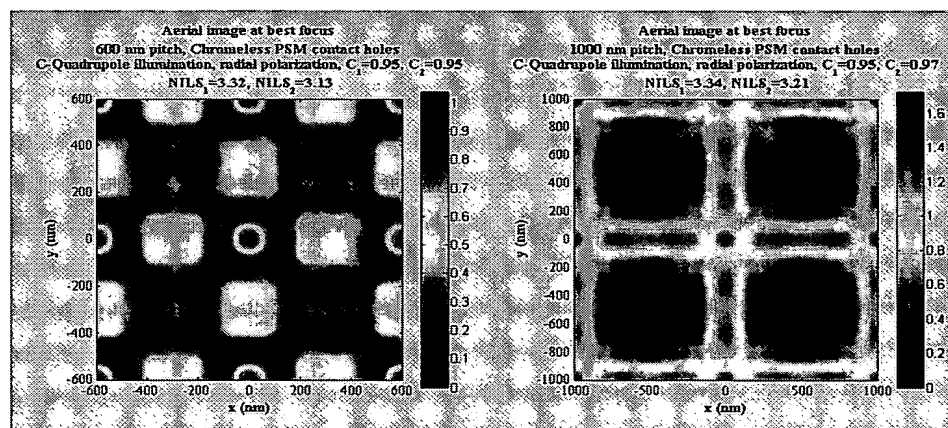 Aerial image at best focus
600 nm pitch, Chromeless PSM contact holes
C-Quadrupole illumination, radial polarization, C₁=0.95, C₂=0.95
NILS₁=3.32, NILS₂=3.13
600
400
200
0
-200
-400
-600
y (nm)
-600 -400 -200 0 200 400 600
x (nm)
1
0.9
0.8
0.7
0.6
0.5
0.4
0.3
0.2
0.1
0
Aerial image at best focus
1000 nm pitch, Chromeless PSM contact holes
C-Quadrupole illumination, radial polarization, C₁=0.95, C₂=0.97
NILS₁=3.34, NILS₂=3.21
1000
800
600
400
200
0
-200
-400
-600
-800
-1000
y (nm)
-1000 -500 0 500 1000
x (nm)
1.6
1.4
1.2
1
0.8
0.6
0.4
0.2
0